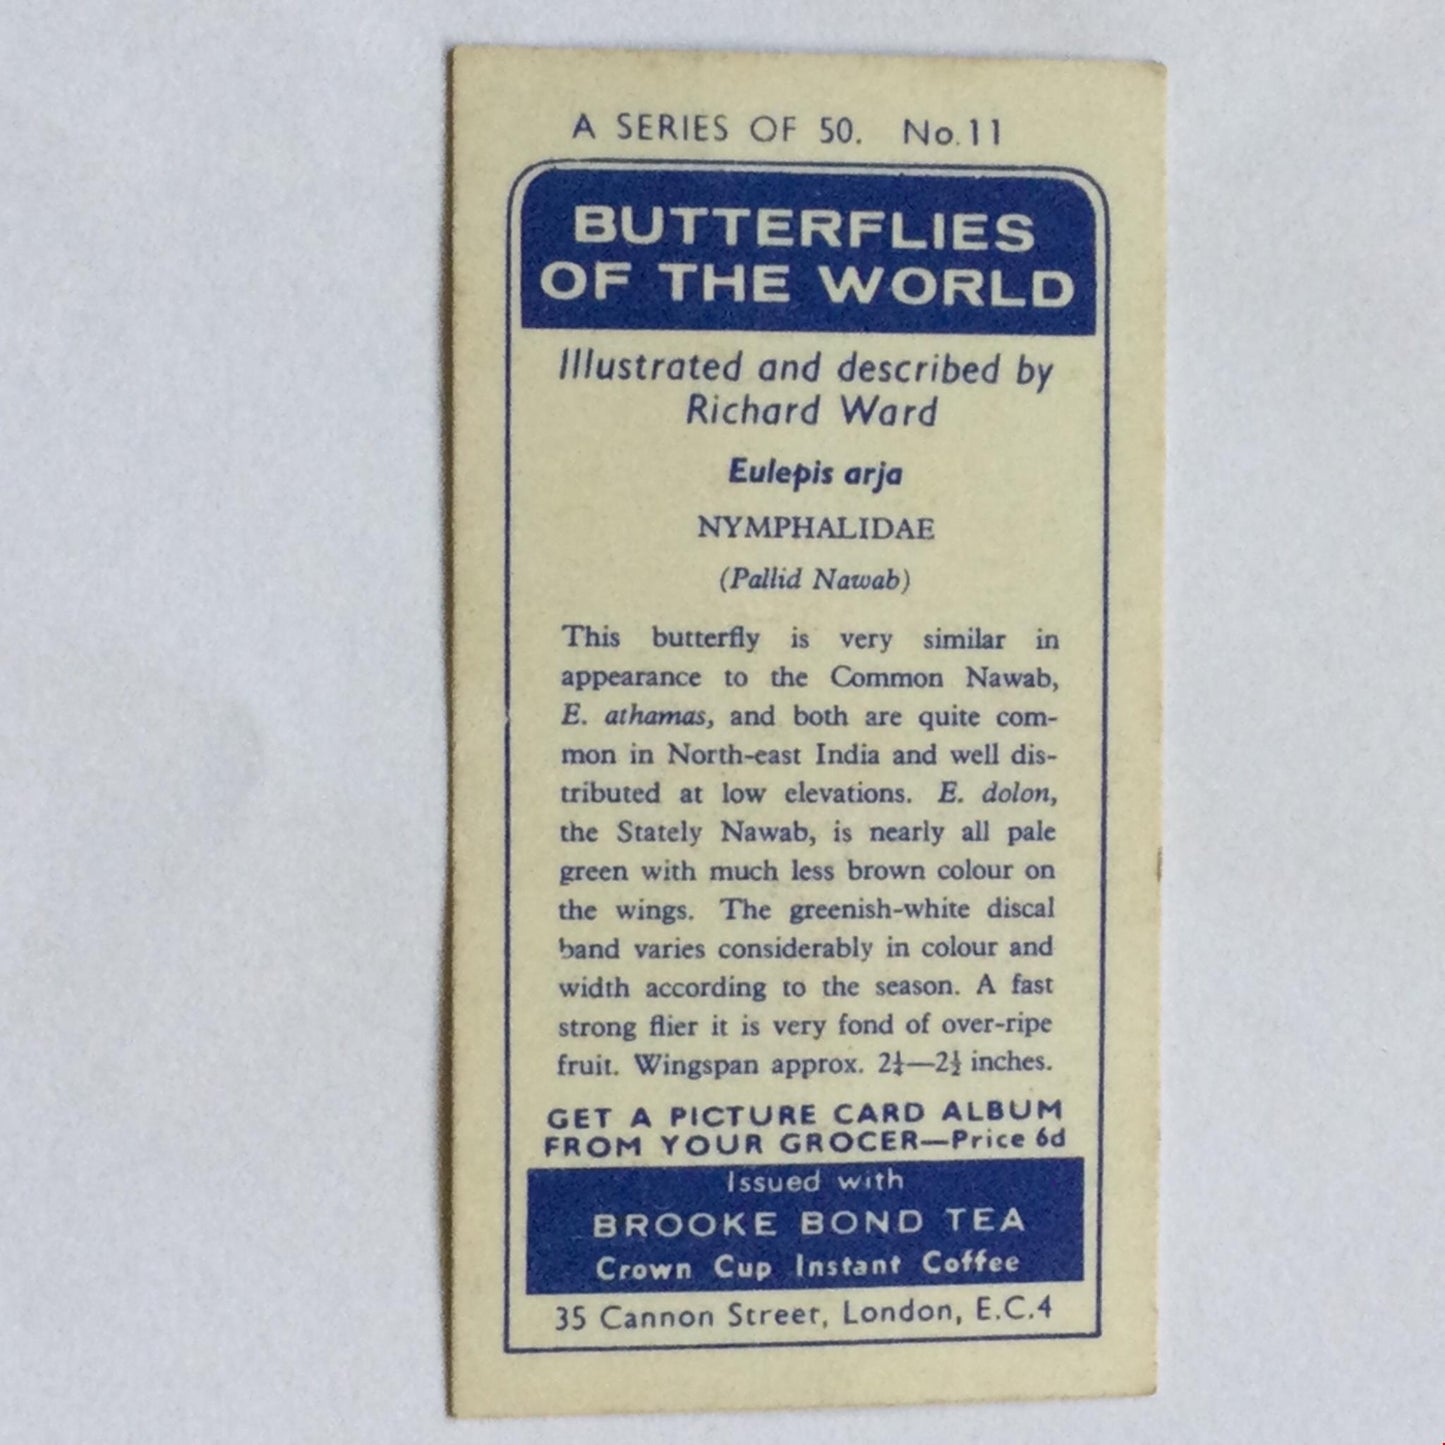 A SERIES OF 50. No.11
BUTTERFLIES
OF THE WORLD
Illustrated and described by
Richard Ward
Eulepis arja
NYMPHALIDAE
(Pallid Nawab)
This butterfly is very similar in
appearance to the Common Nawab,
E. athamas, and both are quite com-
mon in North-east India and well dis-
tributed at low elevations. E. dolon,
the Stately Nawab, is nearly all pale
green with much less brown colour on
the wings. The greenish-white discal
band varies considerably in colour and
width according to the season. A fast
strong flier it is very fond of over-ripe
fruit. Wingspan approx. 2¼—2½ inches.
GET A PICTURE CARD ALBUM
FROM YOUR GROCER—Price 6d
Issued with
BROOKE BOND TEA
Crown Cup Instant Coffee
35 Cannon Street, London, E.C.4